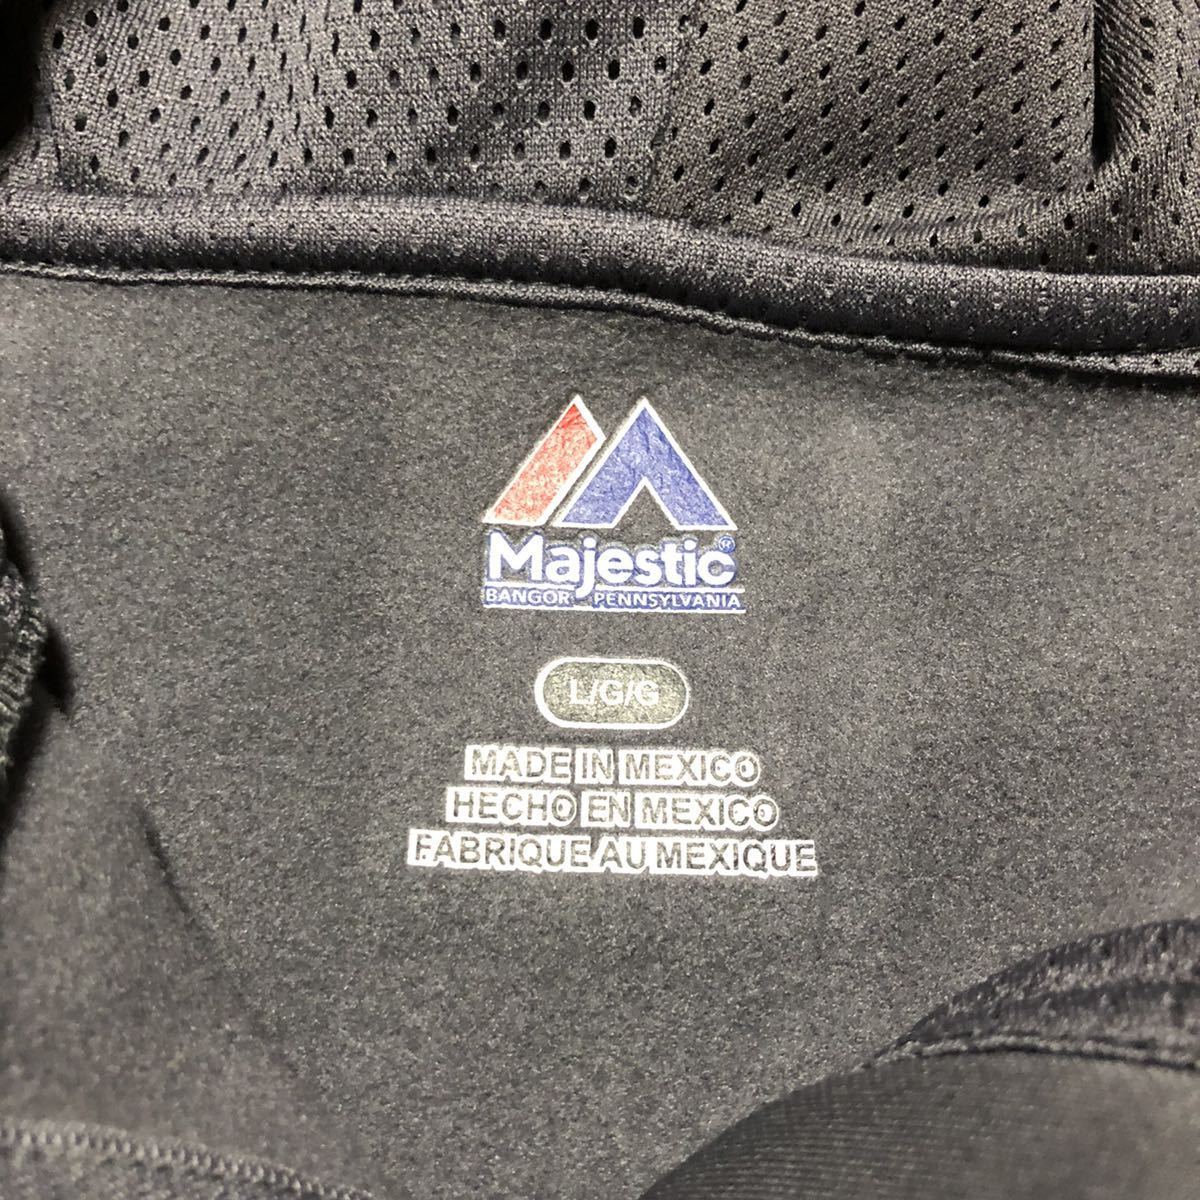 Majestic®
BANGOR, PENNSYLVANIA
L/G/G
MADE IN MEXICO
HECHO EN MEXICO
FABRIQUE AU MEXIQUE